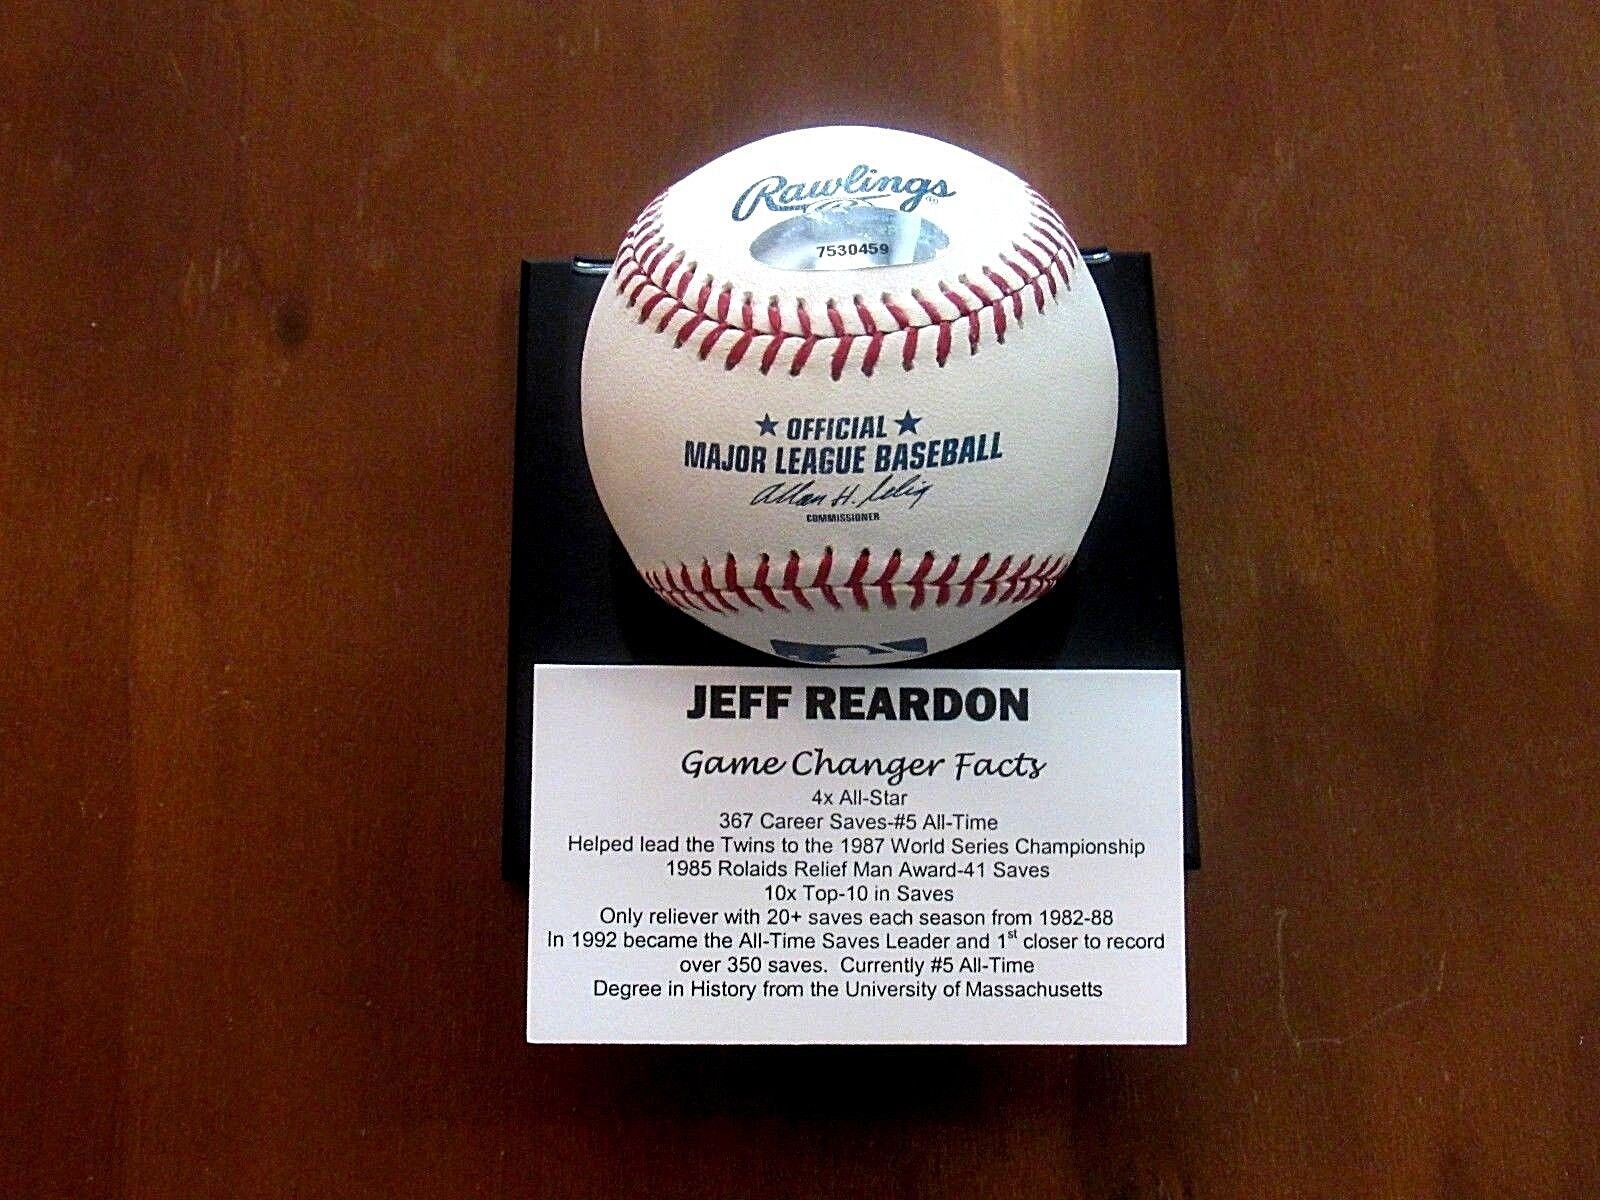 Rawlings
7530459
★ OFFICIAL ★
MAJOR LEAGUE BASEBALL
Allan H. Selig
COMMISSIONER
JEFF REARDON
Game Changer Facts
4x All-Star
367 Career Saves-#5 All-Time
Helped lead the Twins to the 1987 World Series Championship
1985 Rolaids Relief Man Award-41 Saves
10x Top-10 in Saves
Only reliever with 20+ saves each season from 1982-88
In 1992 became the All-Time Saves Leader and 1st closer to record
over 350 saves.  Currently #5 All-Time
Degree in History from the University of Massachusetts